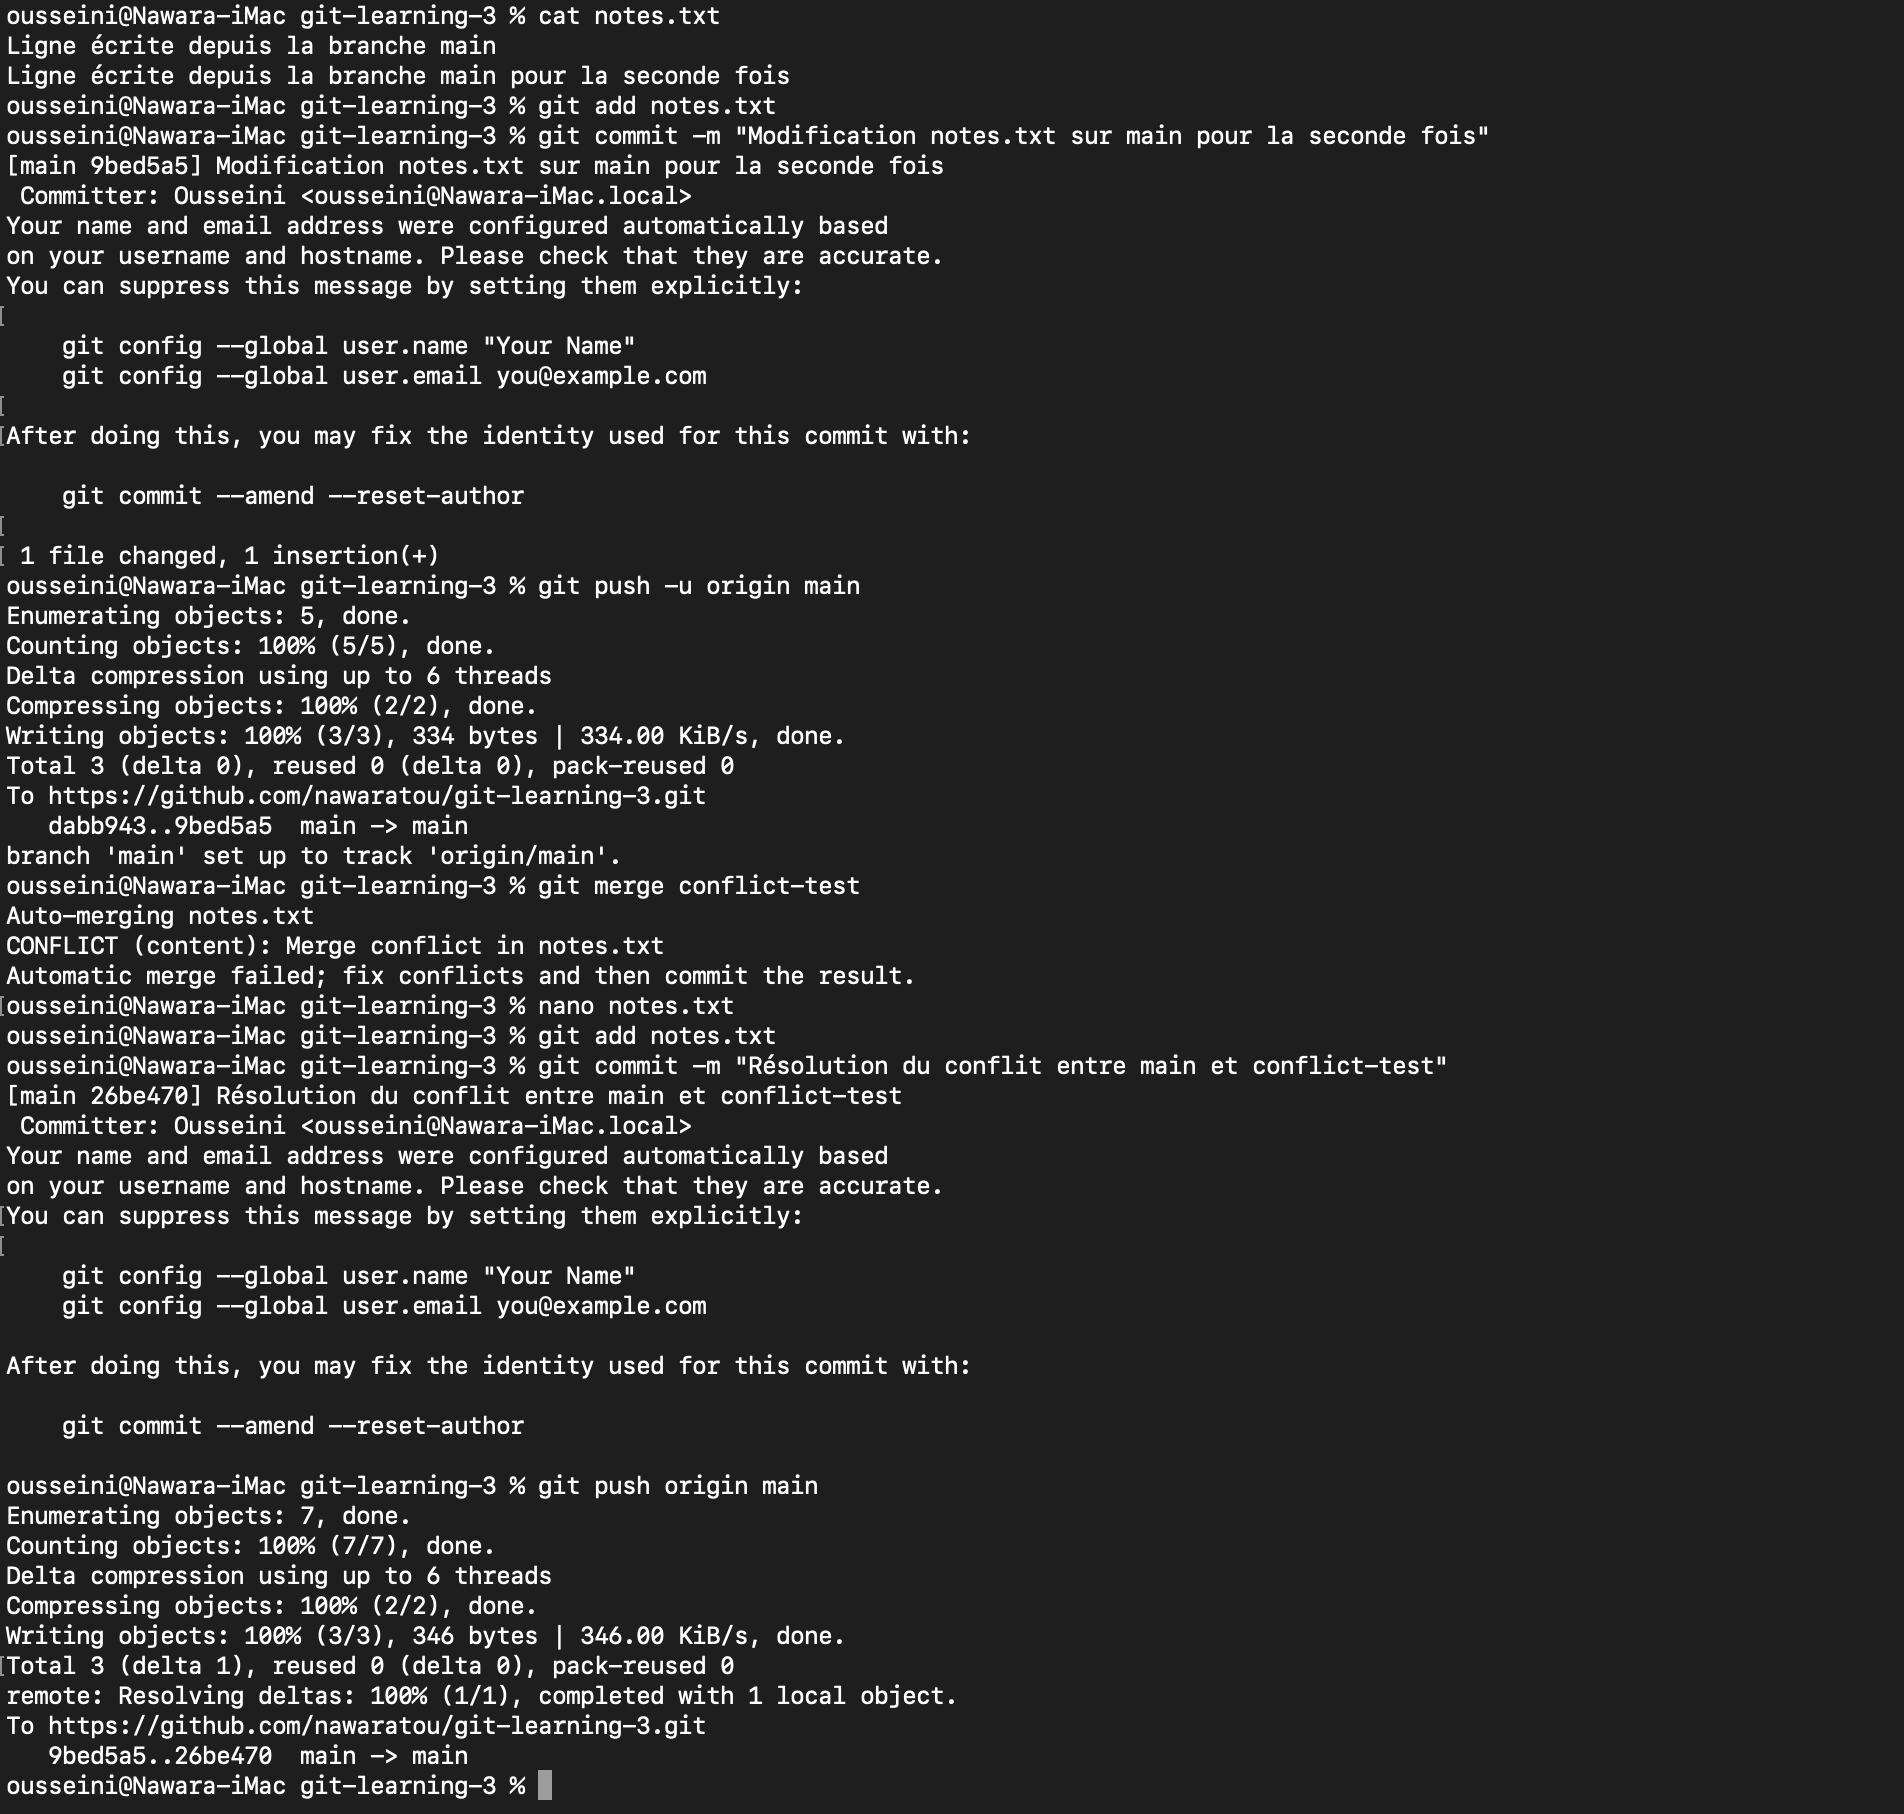 ousseini@Nawara-iMac git-learning-3 % cat notes.txt
Ligne écrite depuis la branche main
Ligne écrite depuis la branche main pour la seconde fois
ousseini@Nawara-iMac git-learning-3 % git add notes.txt
ousseini@Nawara-iMac git-learning-3 % git commit -m "Modification notes.txt sur main pour la seconde fois"
[main 9bed5a5] Modification notes.txt sur main pour la seconde fois
 Committer: Ousseini <ousseini@Nawara-iMac.local>
Your name and email address were configured automatically based
on your username and hostname. Please check that they are accurate.
You can suppress this message by setting them explicitly:
[
    git config --global user.name "Your Name"
    git config --global user.email you@example.com
[
[After doing this, you may fix the identity used for this commit with:

    git commit --amend --reset-author
[
[ 1 file changed, 1 insertion(+)
ousseini@Nawara-iMac git-learning-3 % git push -u origin main
Enumerating objects: 5, done.
Counting objects: 100% (5/5), done.
Delta compression using up to 6 threads
Compressing objects: 100% (2/2), done.
Writing objects: 100% (3/3), 334 bytes | 334.00 KiB/s, done.
Total 3 (delta 0), reused 0 (delta 0), pack-reused 0
To https://github.com/nawaratou/git-learning-3.git
   dabb943..9bed5a5  main -> main
branch 'main' set up to track 'origin/main'.
ousseini@Nawara-iMac git-learning-3 % git merge conflict-test
Auto-merging notes.txt
CONFLICT (content): Merge conflict in notes.txt
Automatic merge failed; fix conflicts and then commit the result.
[ousseini@Nawara-iMac git-learning-3 % nano notes.txt
ousseini@Nawara-iMac git-learning-3 % git add notes.txt
ousseini@Nawara-iMac git-learning-3 % git commit -m "Résolution du conflit entre main et conflict-test"
[main 26be470] Résolution du conflit entre main et conflict-test
 Committer: Ousseini <ousseini@Nawara-iMac.local>
Your name and email address were configured automatically based
on your username and hostname. Please check that they are accurate.
[You can suppress this message by setting them explicitly:
[
    git config --global user.name "Your Name"
    git config --global user.email you@example.com

After doing this, you may fix the identity used for this commit with:

    git commit --amend --reset-author

ousseini@Nawara-iMac git-learning-3 % git push origin main
Enumerating objects: 7, done.
Counting objects: 100% (7/7), done.
Delta compression using up to 6 threads
Compressing objects: 100% (2/2), done.
Writing objects: 100% (3/3), 346 bytes | 346.00 KiB/s, done.
[Total 3 (delta 1), reused 0 (delta 0), pack-reused 0
remote: Resolving deltas: 100% (1/1), completed with 1 local object.
To https://github.com/nawaratou/git-learning-3.git
   9bed5a5..26be470  main -> main
ousseini@Nawara-iMac git-learning-3 %